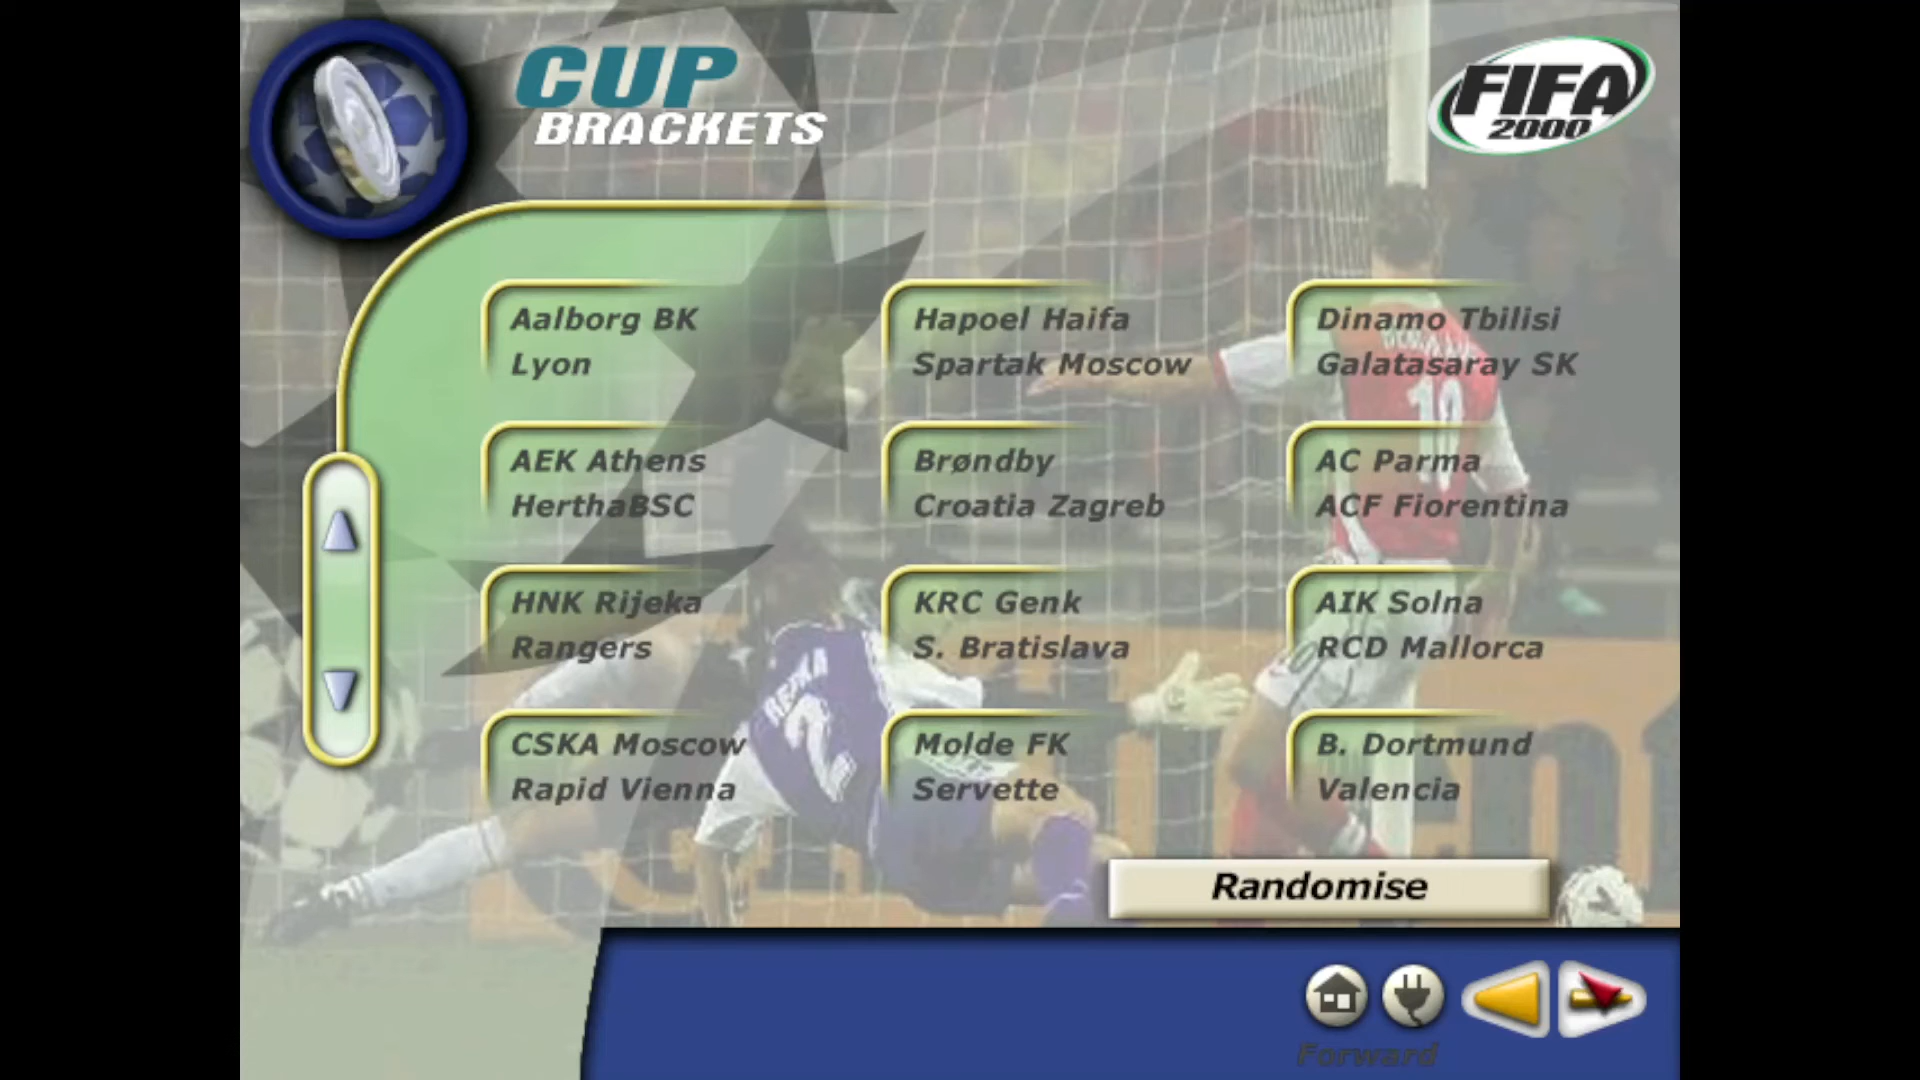 CUP
BRACKETS
FIFA
2000
Aalborg BK
Lyon
Hapoel Haifa
Spartak Moscow
Dinamo Tbilisi
Galatasaray SK
AEK Athens
HerthaBSC
Brøndby
Croatia Zagreb
AC Parma
ACF Fiorentina
HNK Rijeka
Rangers
KRC Genk
S. Bratislava
AIK Solna
RCD Mallorca
CSKA Moscow
Rapid Vienna
Molde FK
Servette
B. Dortmund
Valencia
10
2
Randomise
Forward